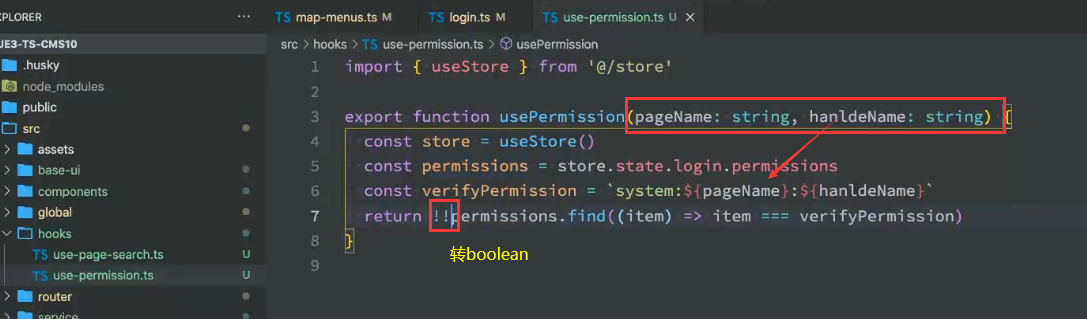 XPLORER ···
TS map-menus.ts M
TS login.ts M
TS use-permission.ts U ×
JE3-TS-CMS10
.husky
node_modules
public
src
assets
base-ui
components
global
hooks
TS use-page-search.ts U
TS use-permission.ts U
router
service
src > hooks > TS use-permission.ts > usePermission
1 import { useStore } from '@/store'
2
3 export function usePermission(pageName: string, hanldeName: string) {
4 const store = useStore()
5 const permissions = store.state.login.permissions
6 const verifyPermission = `system:${pageName}:${hanldeName}`
7 return !!permissions.find((item) => item === verifyPermission)
8 }
9
转boolean